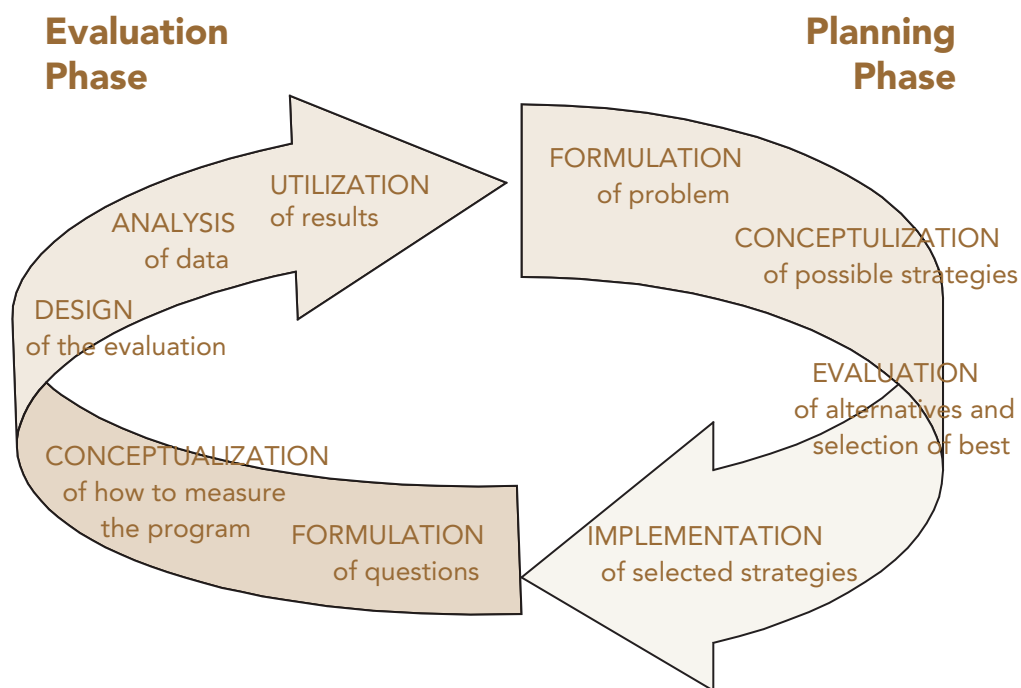 Evaluation
Phase
Planning
Phase
FORMULATION
of problem
CONCEPTULIZATION
of possible strategies
EVALUATION
of alternatives and
selection of best
IMPLEMENTATION
of selected strategies
FORMULATION
of questions
CONCEPTUALIZATION
of how to measure
the program
DESIGN
of the evaluation
ANALYSIS
of data
UTILIZATION
of results